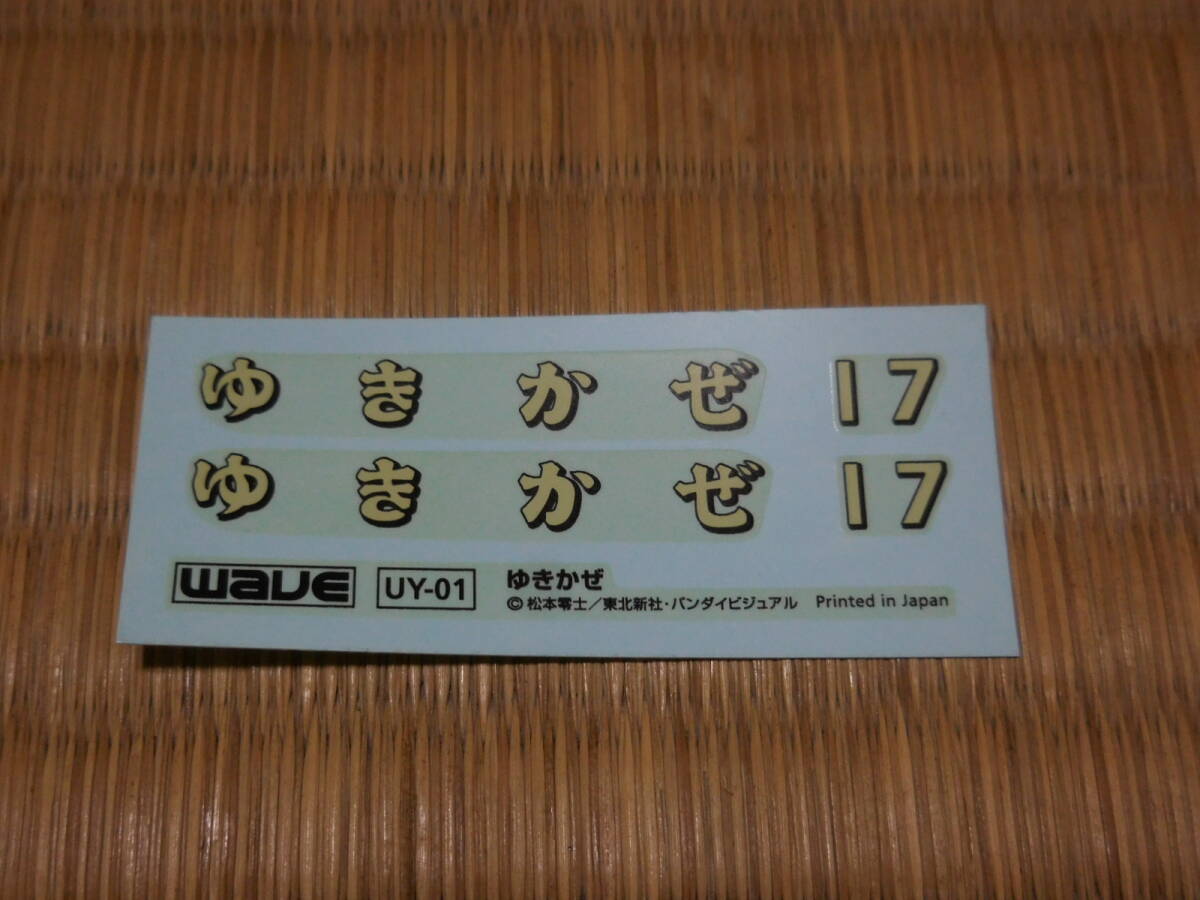 ゆきかぜ 17
ゆきかぜ 17
wave UY-01 ゆきかぜ
©松本零士／東北新社・バンダイビジュアル Printed in Japan